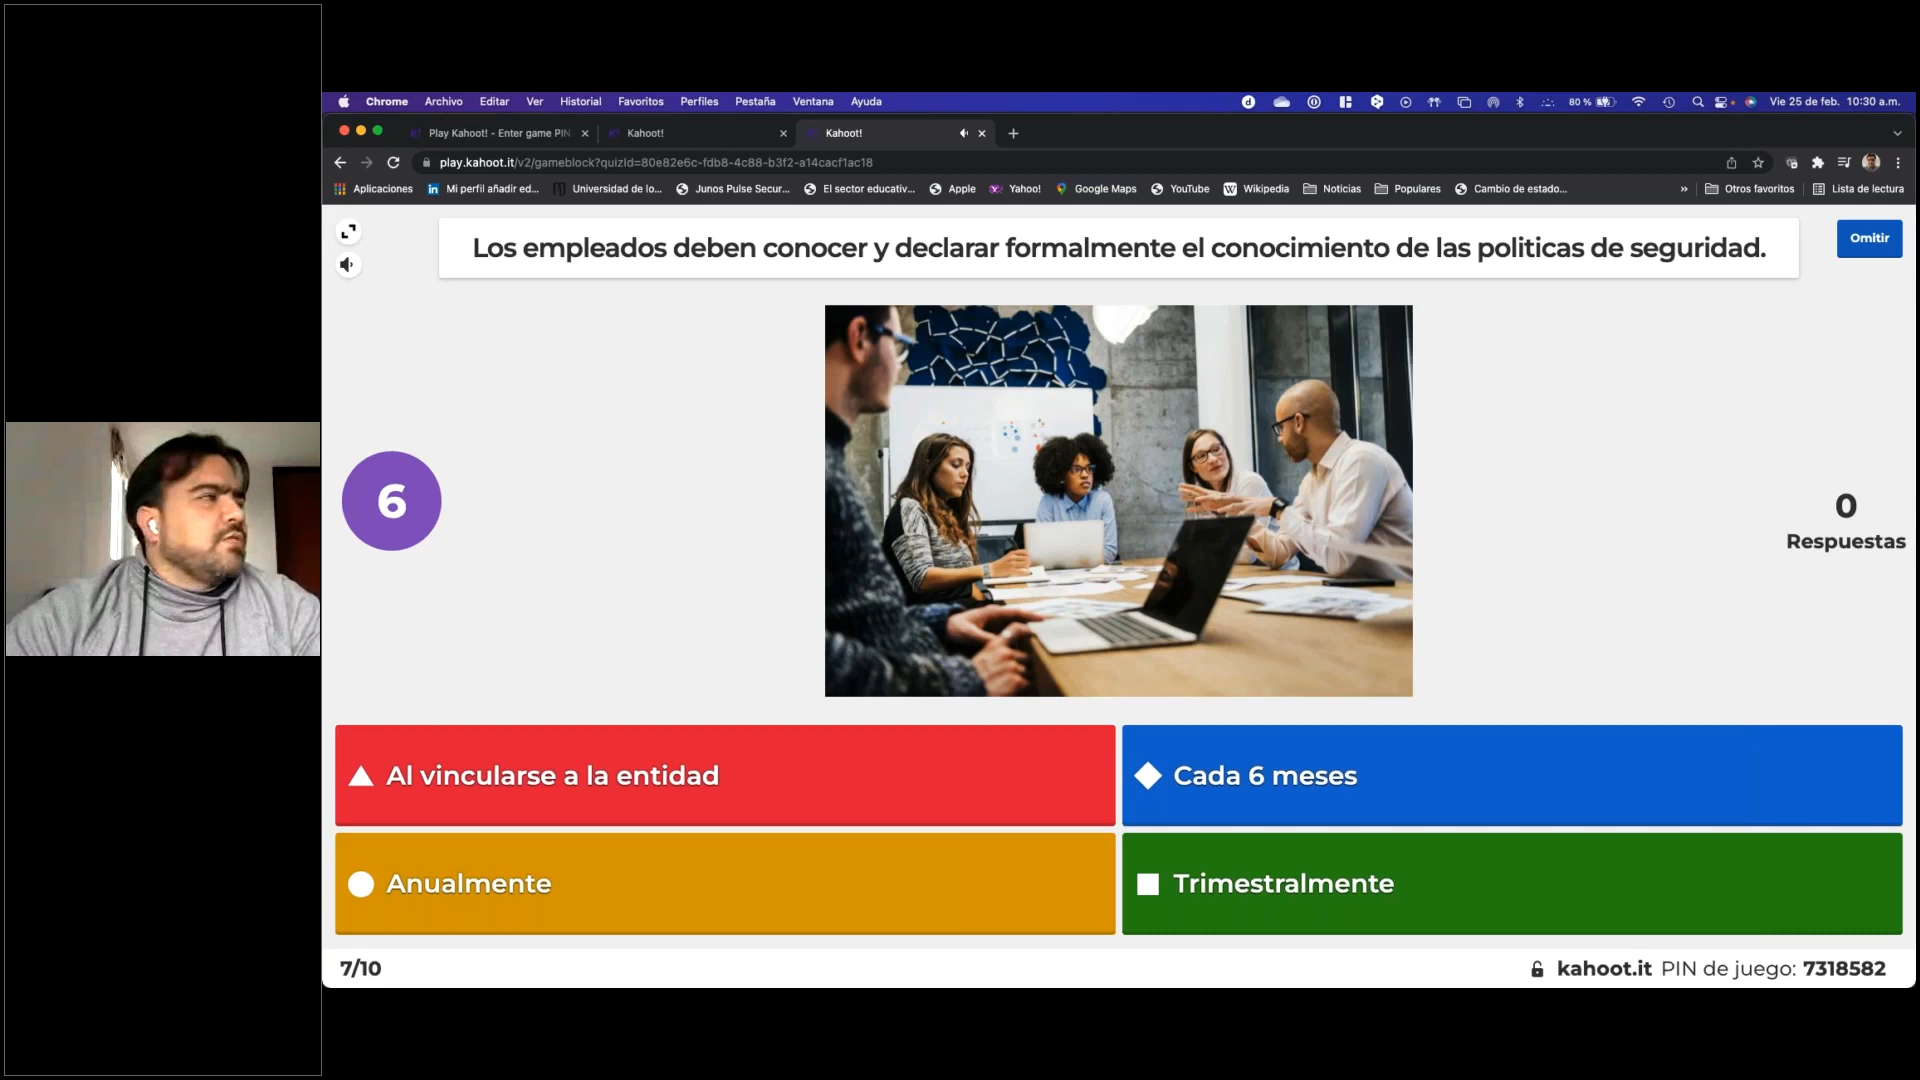 Chrome Archivo Editar Ver Historial Favoritos Perfiles Pestaña Ventana Ayuda
80 % Vie 25 de feb. 10:30 a.m.
Play Kahoot! - Enter game PIN Kahoot! Kahoot!
play.kahoot.it/v2/gameblock?quizId=80e82e6c-fdb8-4c88-b3f2-a14cacf1ac18
Aplicaciones Mi perfil añadir ed... Universidad de lo... Junos Pulse Secur... El sector educativ... Apple Yahoo! Google Maps YouTube Wikipedia Noticias Populares Cambio de estado... » Otros favoritos Lista de lectura
Los empleados deben conocer y declarar formalmente el conocimiento de las politicas de seguridad.
Omitir
6
0
Respuestas
Al vincularse a la entidad
Cada 6 meses
Anualmente
Trimestralmente
7/10
kahoot.it PIN de juego: 7318582